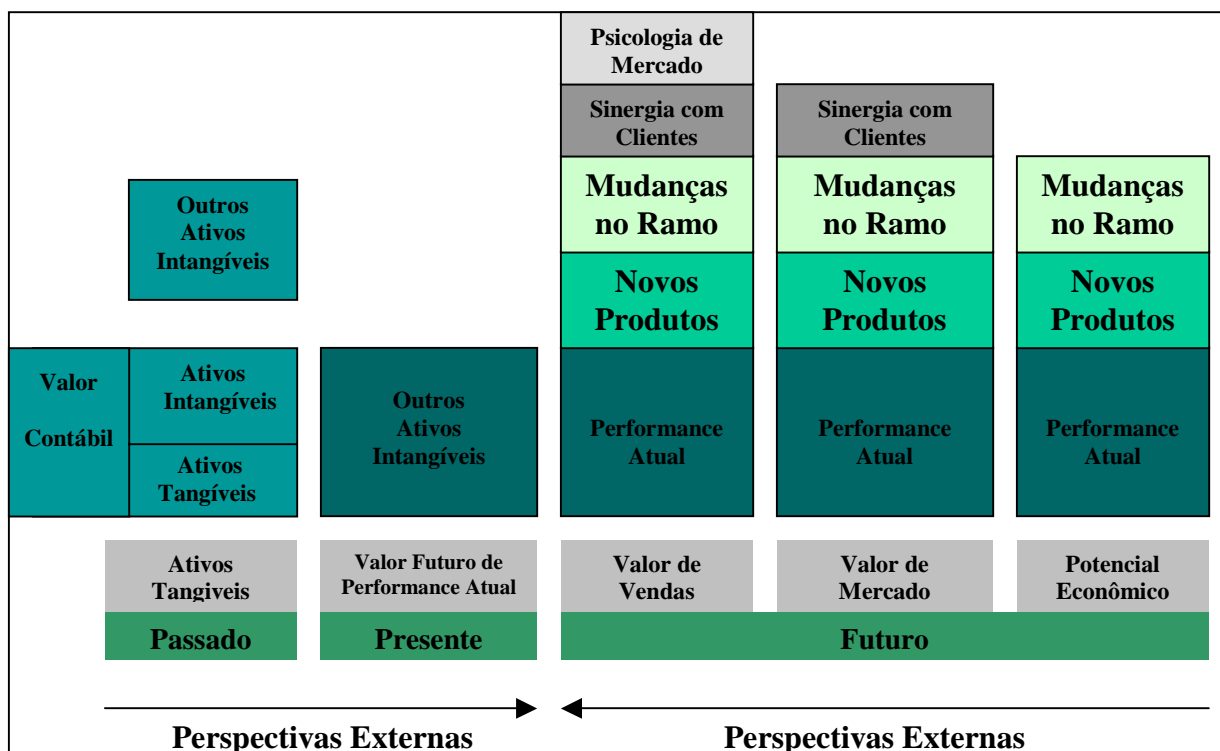 Psicologia de
Mercado
Sinergia com
Clientes
Sinergia com
Clientes
Outros
Ativos
Intangíveis
Mudanças
no Ramo
Mudanças
no Ramo
Mudanças
no Ramo
Novos
Produtos
Novos
Produtos
Novos
Produtos
Valor
Contábil
Ativos
Intangíveis
Ativos
Tangíveis
Outros
Ativos
Intangíveis
Performance
Atual
Performance
Atual
Performance
Atual
Ativos
Tangiveis
Valor Futuro de
Performance Atual
Valor de
Vendas
Valor de
Mercado
Potencial
Econômico
Passado
Presente
Futuro
Perspectivas Externas
Perspectivas Externas